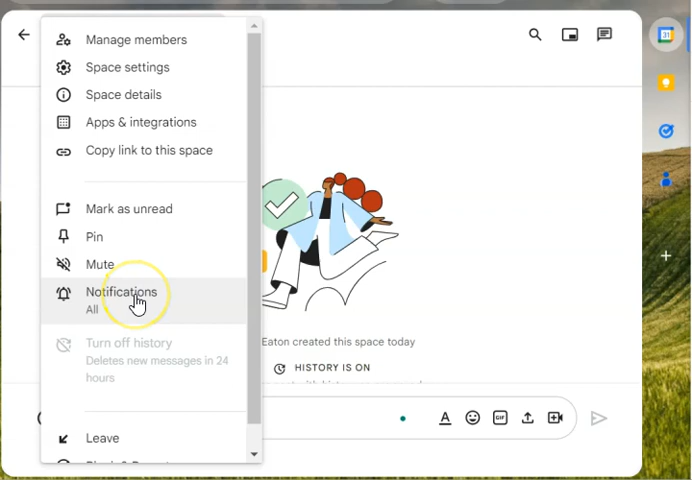 Manage members
Space settings
Space details
Apps & integrations
Copy link to this space
Mark as unread
Pin
Mute
Notifications
All
Turn off history
Deletes new messages in 24
hours
Leave
31
Eaton created this space today
HISTORY IS ON
A
GIF